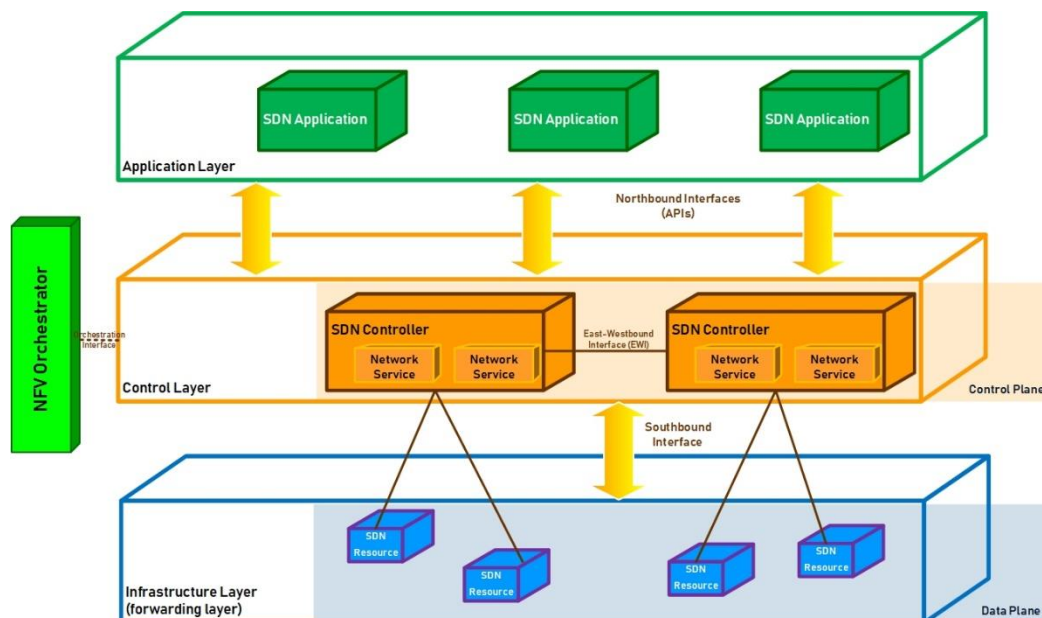 SDN Application
SDN Application
SDN Application
Application Layer
Northbound Interfaces
(APIs)
NFV Orchestrator
Orchestration
Interface
SDN Controller
Network
Service
Network
Service
East-Westbound
Interface (EWI)
SDN Controller
Network
Service
Network
Service
Control Layer
Control Plane
Southbound
Interface
SDN
Resource
SDN
Resource
SDN
Resource
SDN
Resource
Infrastructure Layer
(forwarding layer)
Data Plane